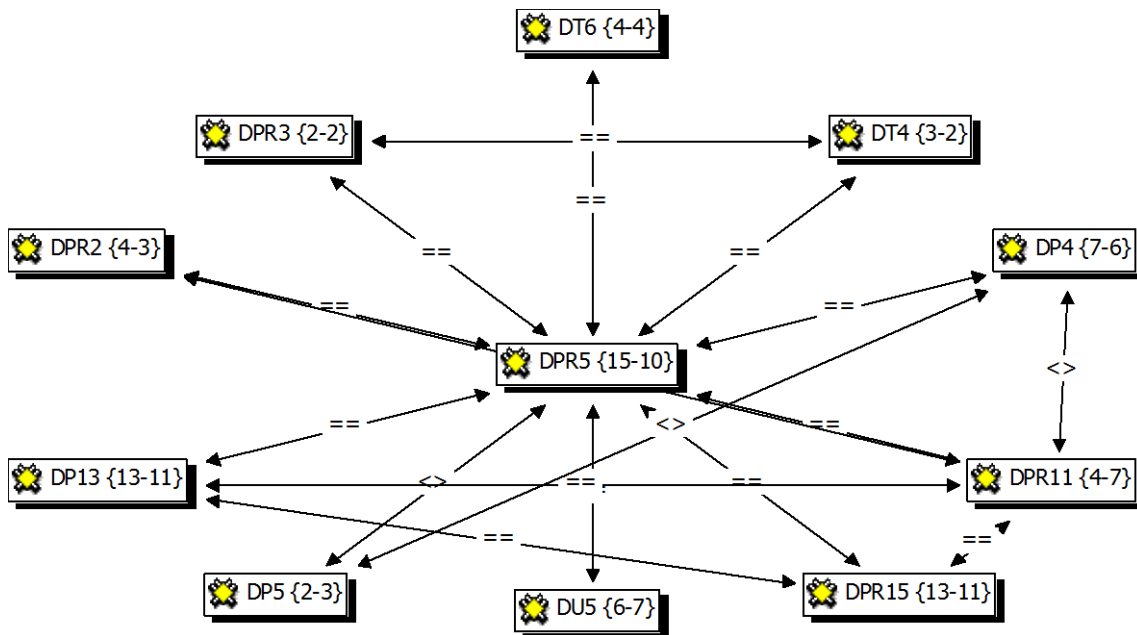 DT6 {4-4}
DPR3 {2-2}
==
DT4 {3-2}
==
DPR2 {4-3}
==
==
DP4 {7-6}
==
==
DPR5 {15-10}
<>
==
<>
==
DP13 {13-11}
<>
==
==
DPR11 {4-7}
==
==
DP5 {2-3}
DU5 {6-7}
DPR15 {13-11}